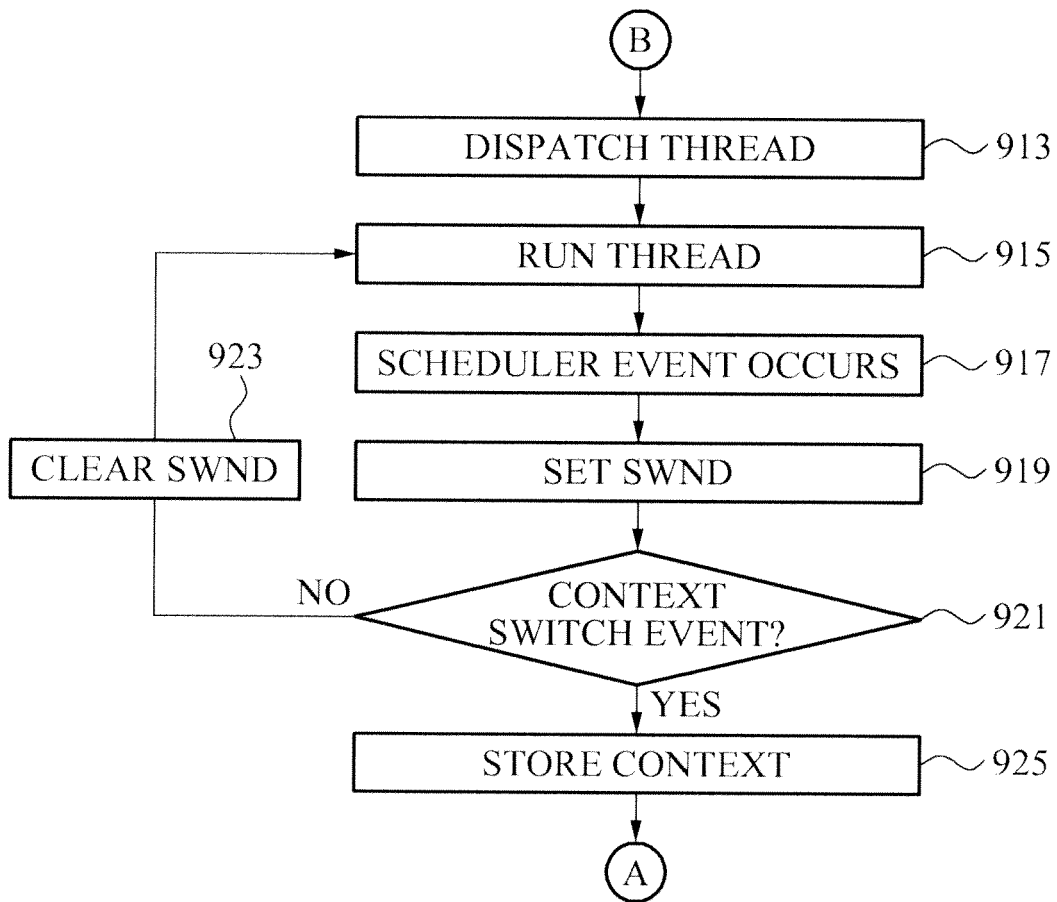 B
DISPATCH THREAD
913
RUN THREAD
915
923
SCHEDULER EVENT OCCURS
917
CLEAR SWND
SET SWND
919
NO
CONTEXT
SWITCH EVENT?
921
YES
STORE CONTEXT
925
A